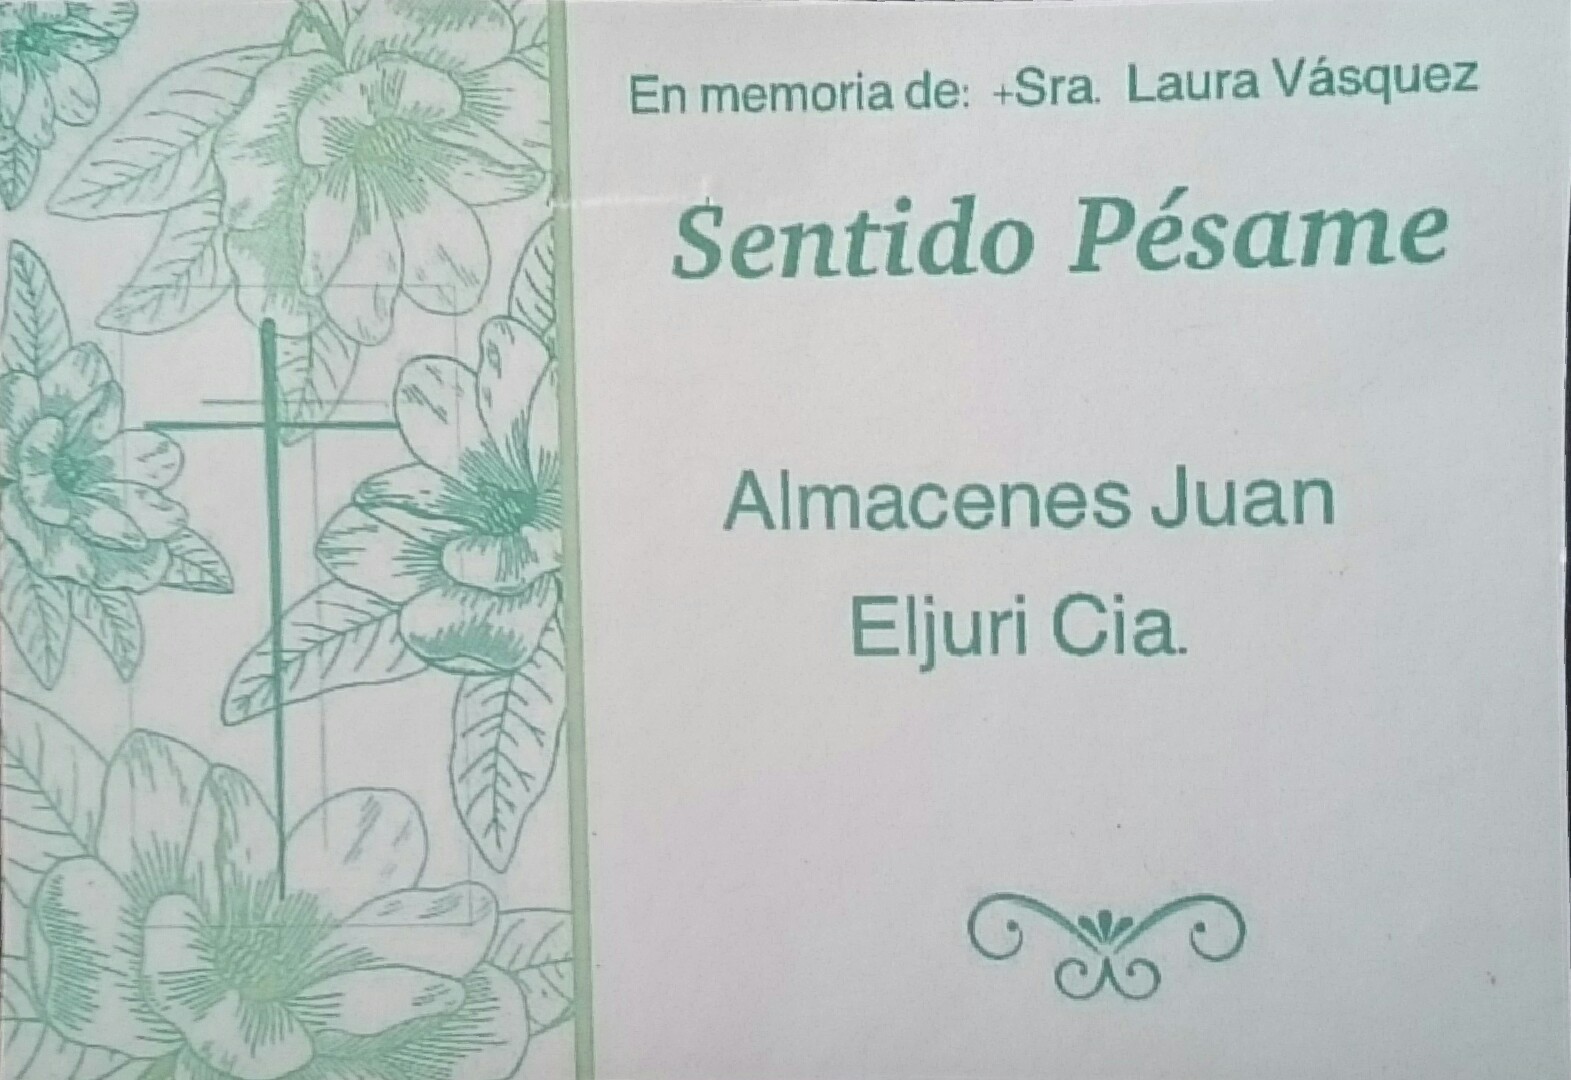 En memoria de: +Sra. Laura Vásquez
Sentido Pésame
Almacenes Juan
Eljuri Cia.